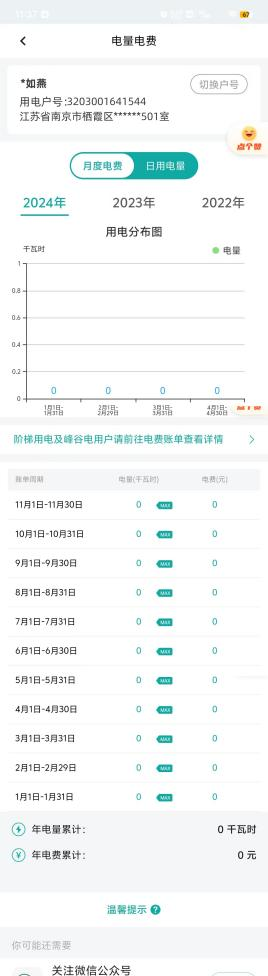 11:37
67
电量电费
*如燕
切换户号
用电户号:3203001641544
江苏省南京市栖霞区******501室
点个赞
月度电费 日用电量
2024年 2023年 2022年
用电分布图
千瓦时 电量
1
0.8
0.6
0.4
0.2
0
0 0 0 0
1月1日- 2月1日- 3月1日- 4月1日-
1月31日 2月29日 3月31日 4月30日
阶梯用电及峰谷电用户请前往电费账单查看详情
账单周期 电量(千瓦时) 电费(元)
11月1日-11月30日 0 MAX 0
10月1日-10月31日 0 MAX 0
9月1日-9月30日 0 MAX 0
8月1日-8月31日 0 MAX 0
7月1日-7月31日 0 MAX 0
6月1日-6月30日 0 MAX 0
5月1日-5月31日 0 MAX 0
4月1日-4月30日 0 MAX 0
3月1日-3月31日 0 MAX 0
2月1日-2月29日 0 MAX 0
1月1日-1月31日 0 MAX 0
年电量累计: 0 千瓦时
¥ 年电费累计: 0 元
温馨提示 ?
你可能还需要
关注微信公众号